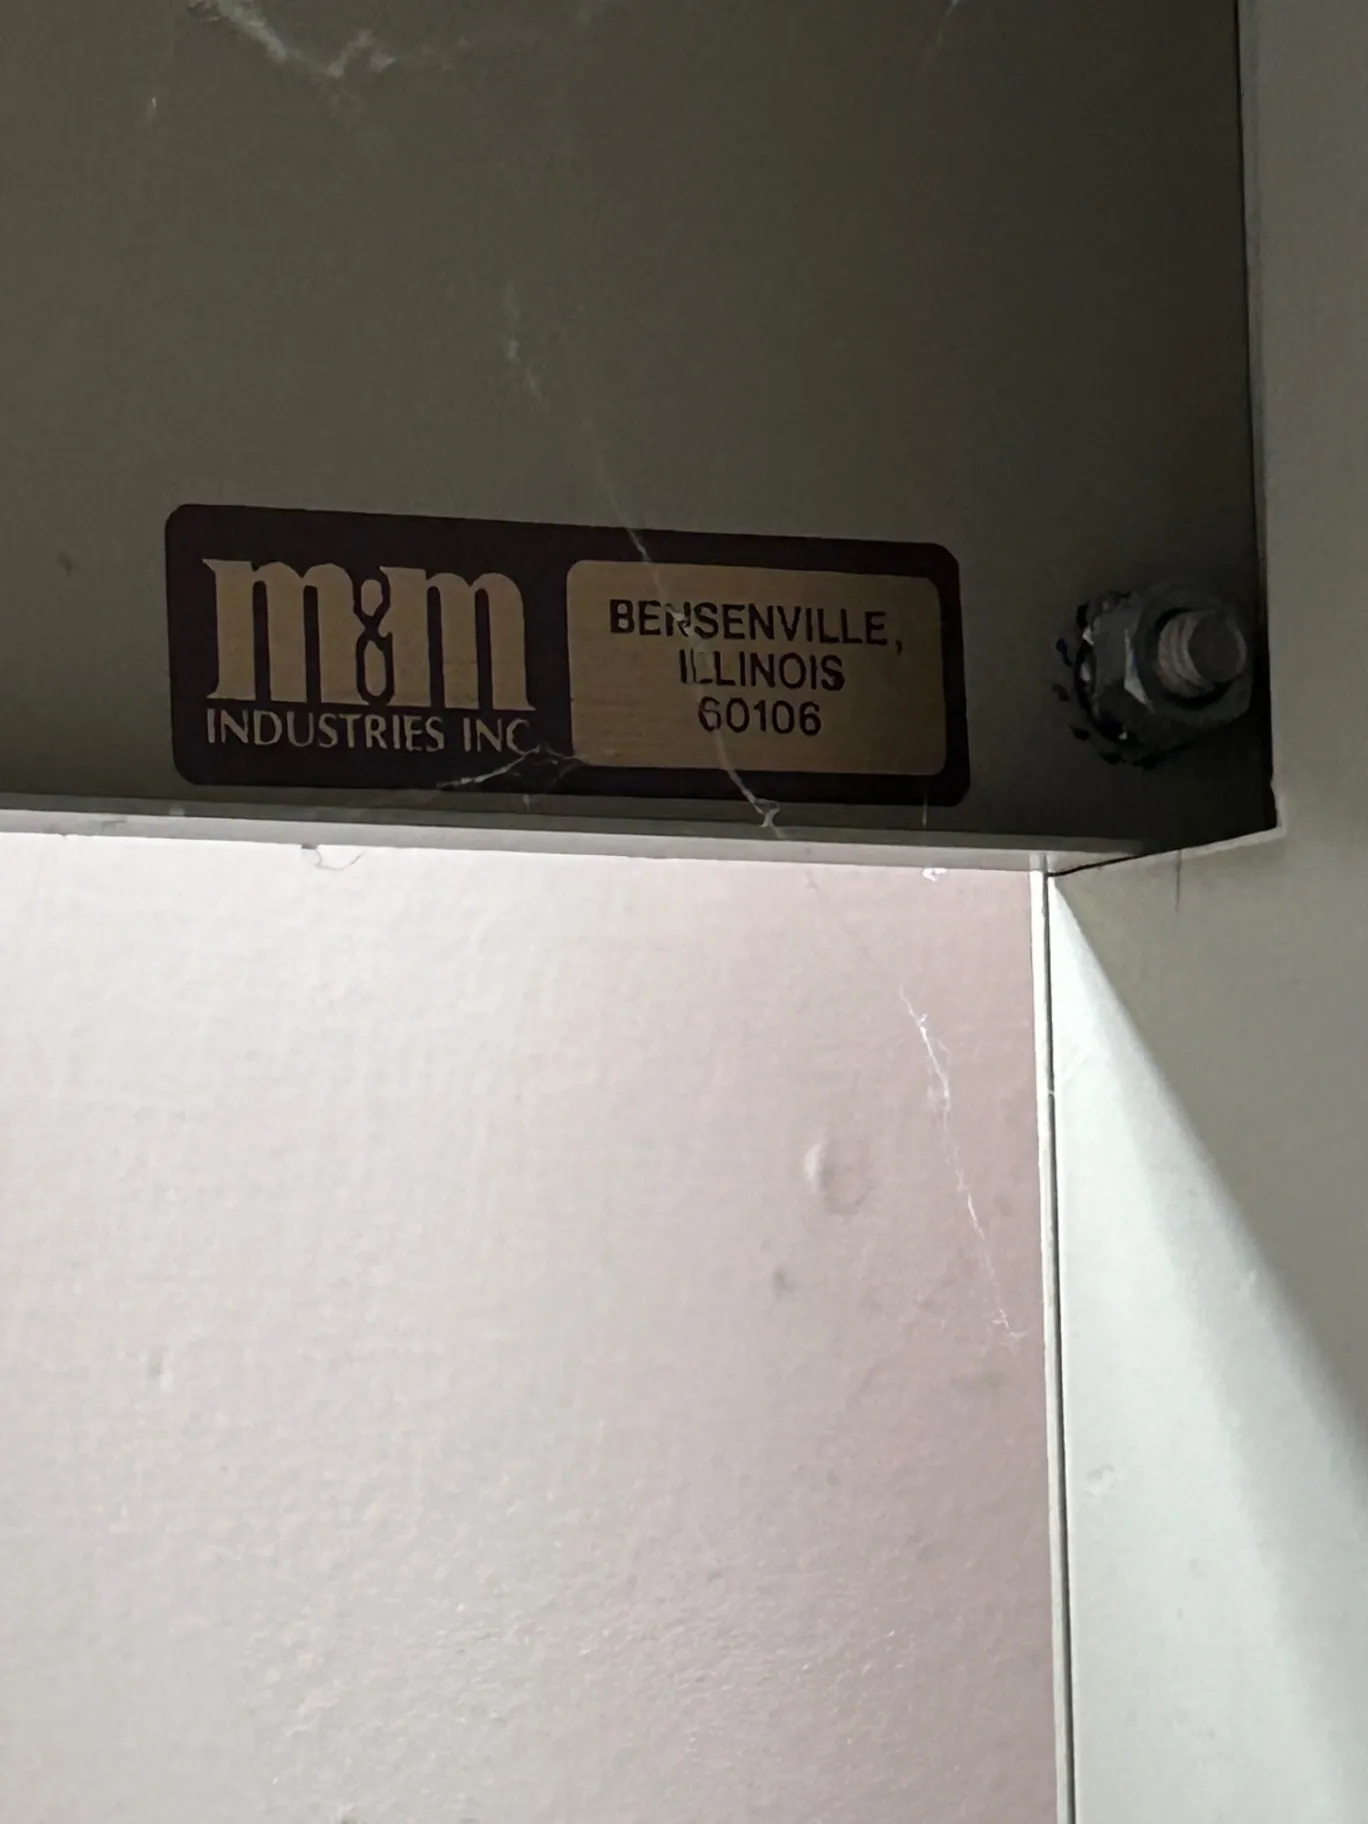 m&m
INDUSTRIES INC.
BENSENVILLE,
ILLINOIS
60106